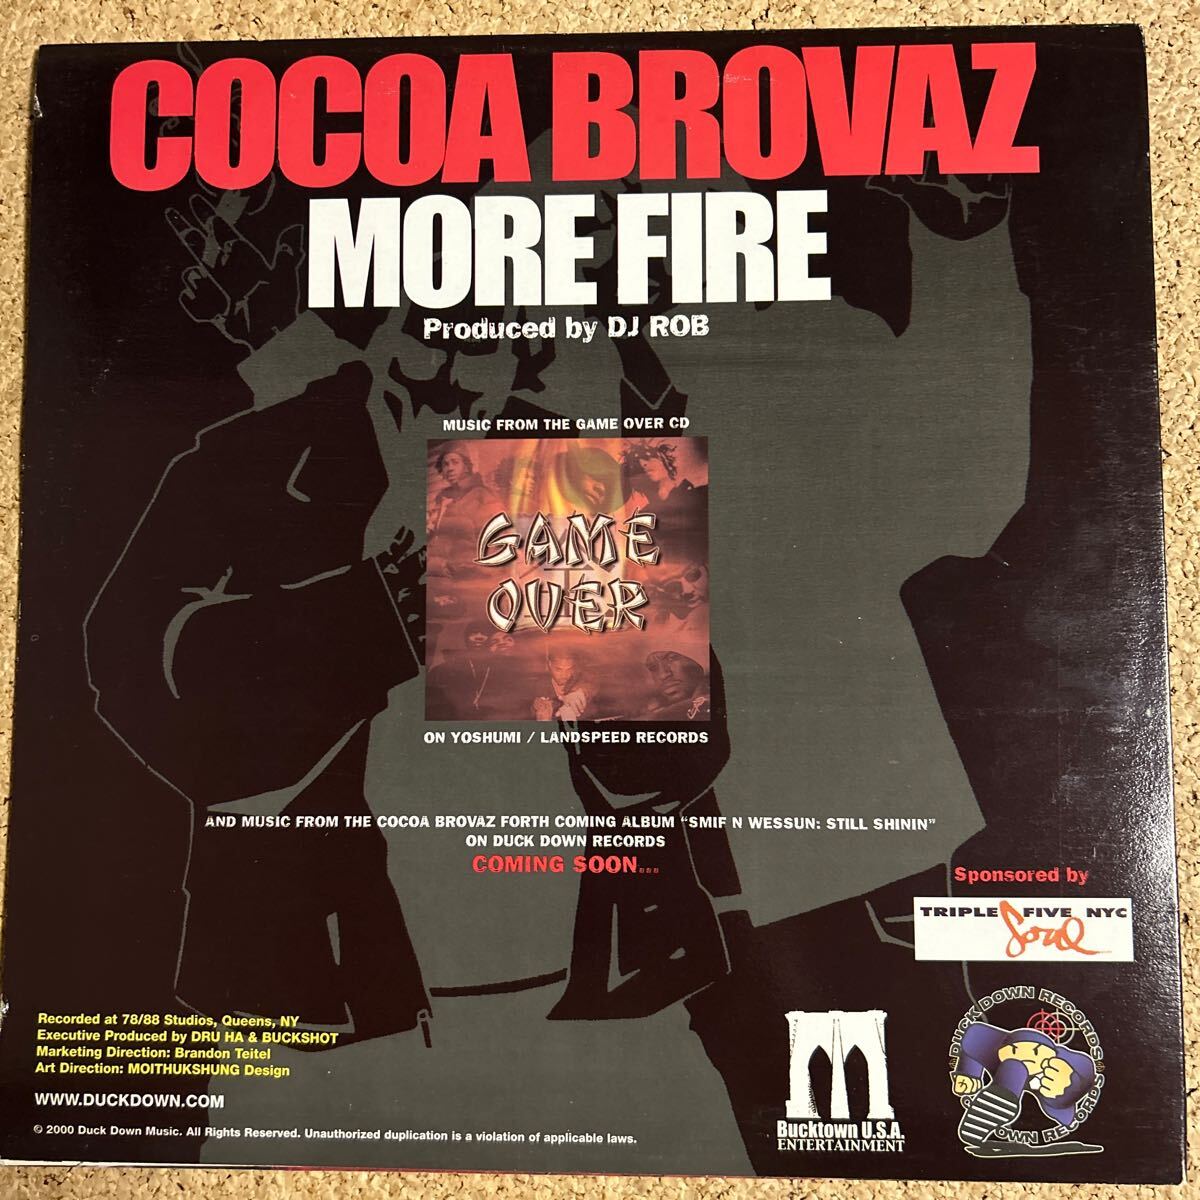 COCOA BROVAZ
MORE FIRE
Produced by DJ ROB
MUSIC FROM THE GAME OVER CD
GAME
OVER
ON YOSHUMI / LANDSPEED RECORDS
AND MUSIC FROM THE COCOA BROVAZ FORTH COMING ALBUM "SMIF N WESSUN: STILL SHININ"
ON DUCK DOWN RECORDS
COMING SOON...
Sponsored by
TRIPLE FIVE NYC
Soul
Recorded at 78/88 Studios, Queens, NY
Executive Produced by DRU HA & BUCKSHOT
Marketing Direction: Brandon Teitel
Art Direction: MOITHUKSHUNG Design
WWW.DUCKDOWN.COM
© 2000 Duck Down Music. All Rights Reserved. Unauthorized duplication is a violation of applicable laws.
Bucktown U.S.A.
ENTERTAINMENT
DUCK DOWN RECORDS
OWN RECORDS